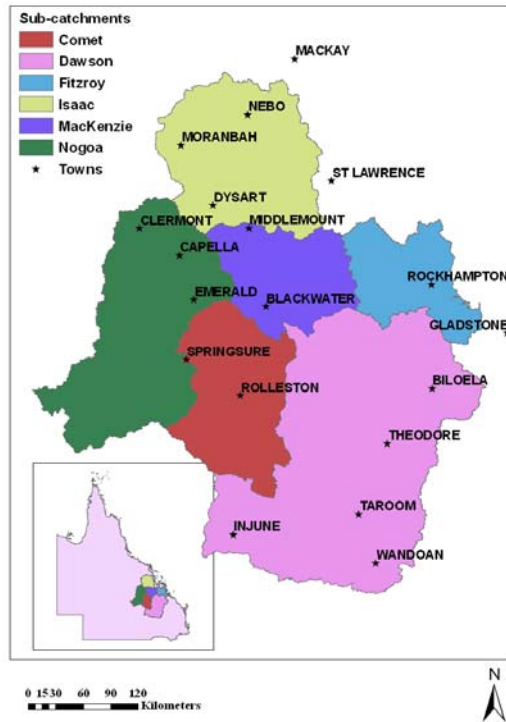 Sub-catchments
Comet
Dawson
Fitzroy
Isaac
MacKenzie
Nogoa
Towns
MACKAY
NEBO
MORANBAH
ST LAWRENCE
DYSART
CLERMONT
MIDDLEMOUNT
CAPELLA
ROCKHAMPTON
EMERALD
BLACKWATER
GLADSTONE
SPRINGSURE
ROLLESTON
BILOELA
THEODORE
TAROOM
INJUNE
WANDOAN
N
0 15 30 60 90 120
Kilometers